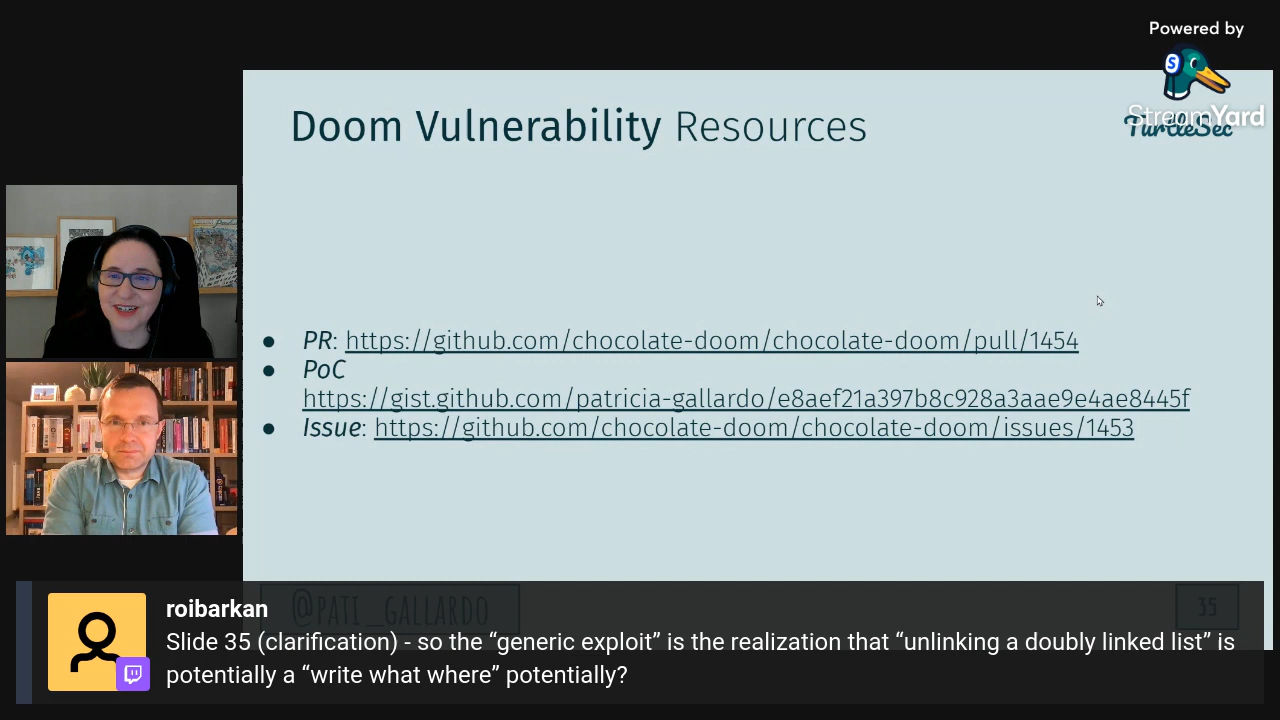 Powered by
StreamYard
TurtleSec
Doom Vulnerability Resources
PR: https://github.com/chocolate-doom/chocolate-doom/pull/1454
PoC
https://gist.github.com/patricia-gallardo/e8aef21a397b8c928a3aae9e4ae8445f
Issue: https://github.com/chocolate-doom/chocolate-doom/issues/1453
@PATI_GALLARDO
35
roibarkan
Slide 35 (clarification) - so the “generic exploit” is the realization that “unlinking a doubly linked list” is
potentially a “write what where” potentially?